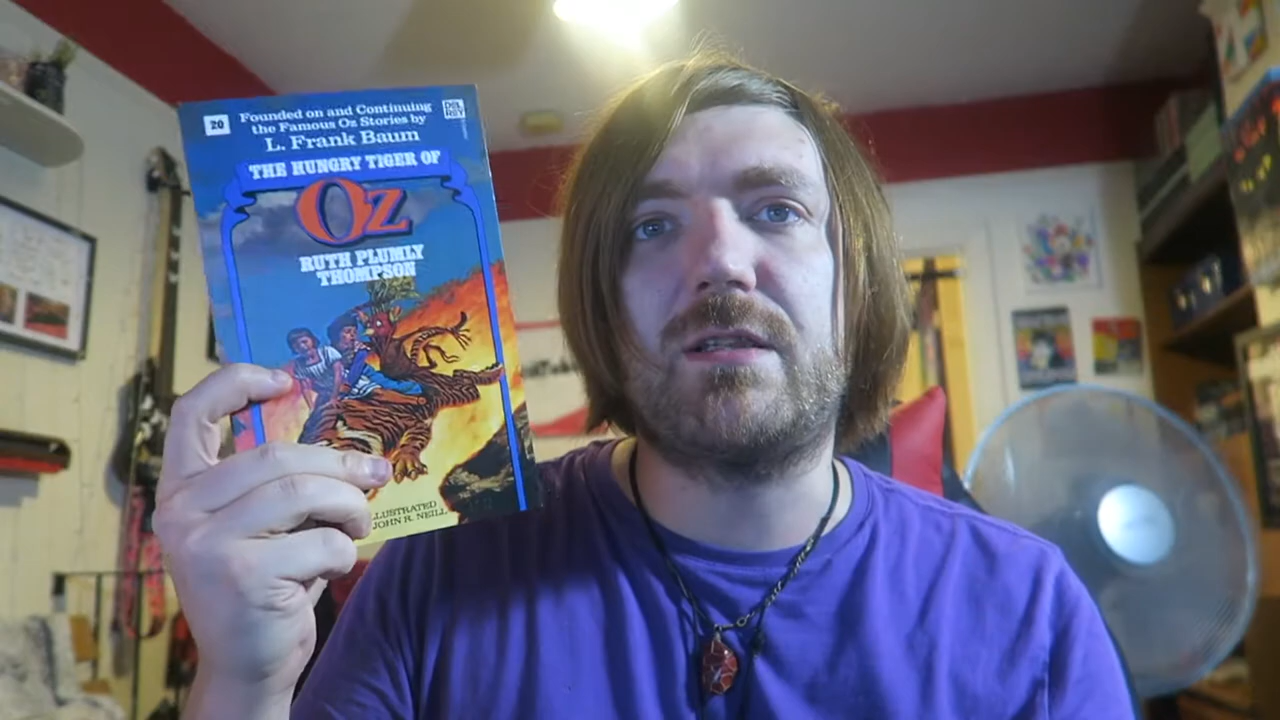 20
Founded on and Continuing
the Famous Oz Stories by
L. Frank Baum
DEL
REY
THE HUNGRY TIGER OF
OZ
RUTH PLUMLY
THOMPSON
LLUSTRATED
JOHN R. NEILL